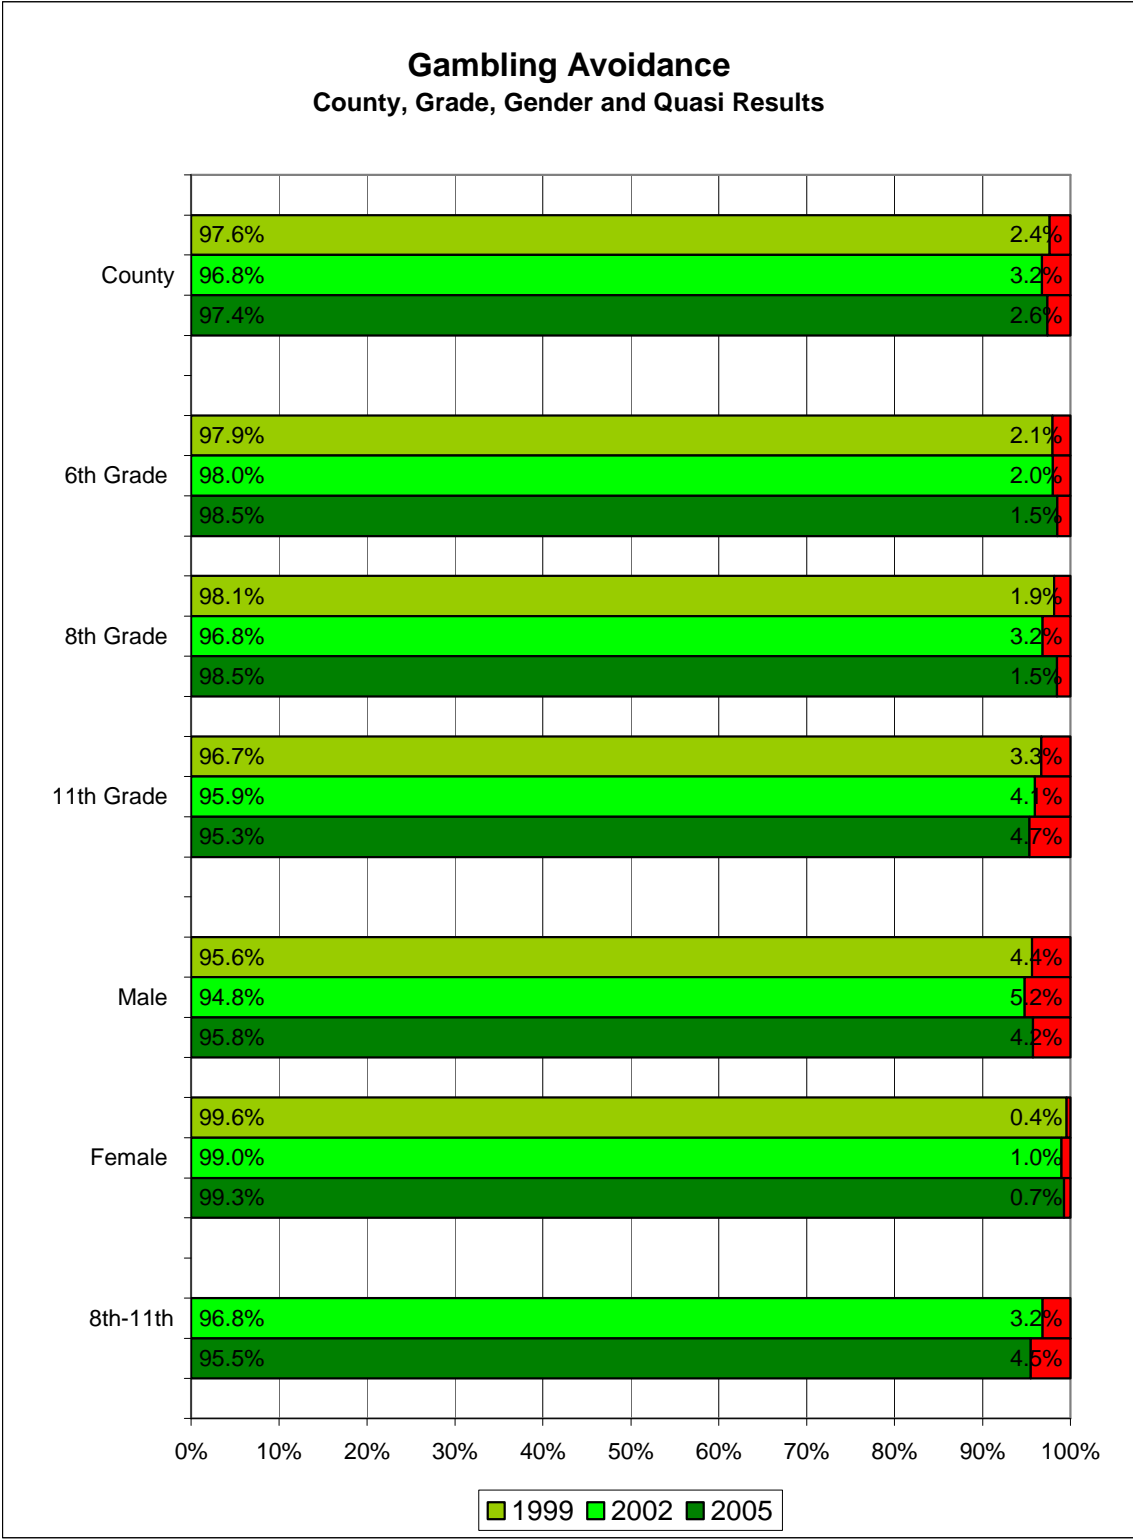 Gambling Avoidance
County, Grade, Gender and Quasi Results
97.6% 2.4%
County 96.8% 3.2%
97.4% 2.6%
97.9% 2.1%
6th Grade 98.0% 2.0%
98.5% 1.5%
98.1% 1.9%
8th Grade 96.8% 3.2%
98.5% 1.5%
96.7% 3.3%
11th Grade 95.9% 4.1%
95.3% 4.7%
95.6% 4.4%
Male 94.8% 5.2%
95.8% 4.2%
99.6% 0.4%
Female 99.0% 1.0%
99.3% 0.7%
8th-11th 96.8% 3.2%
95.5% 4.5%
0% 10% 20% 30% 40% 50% 60% 70% 80% 90% 100%
1999 2002 2005